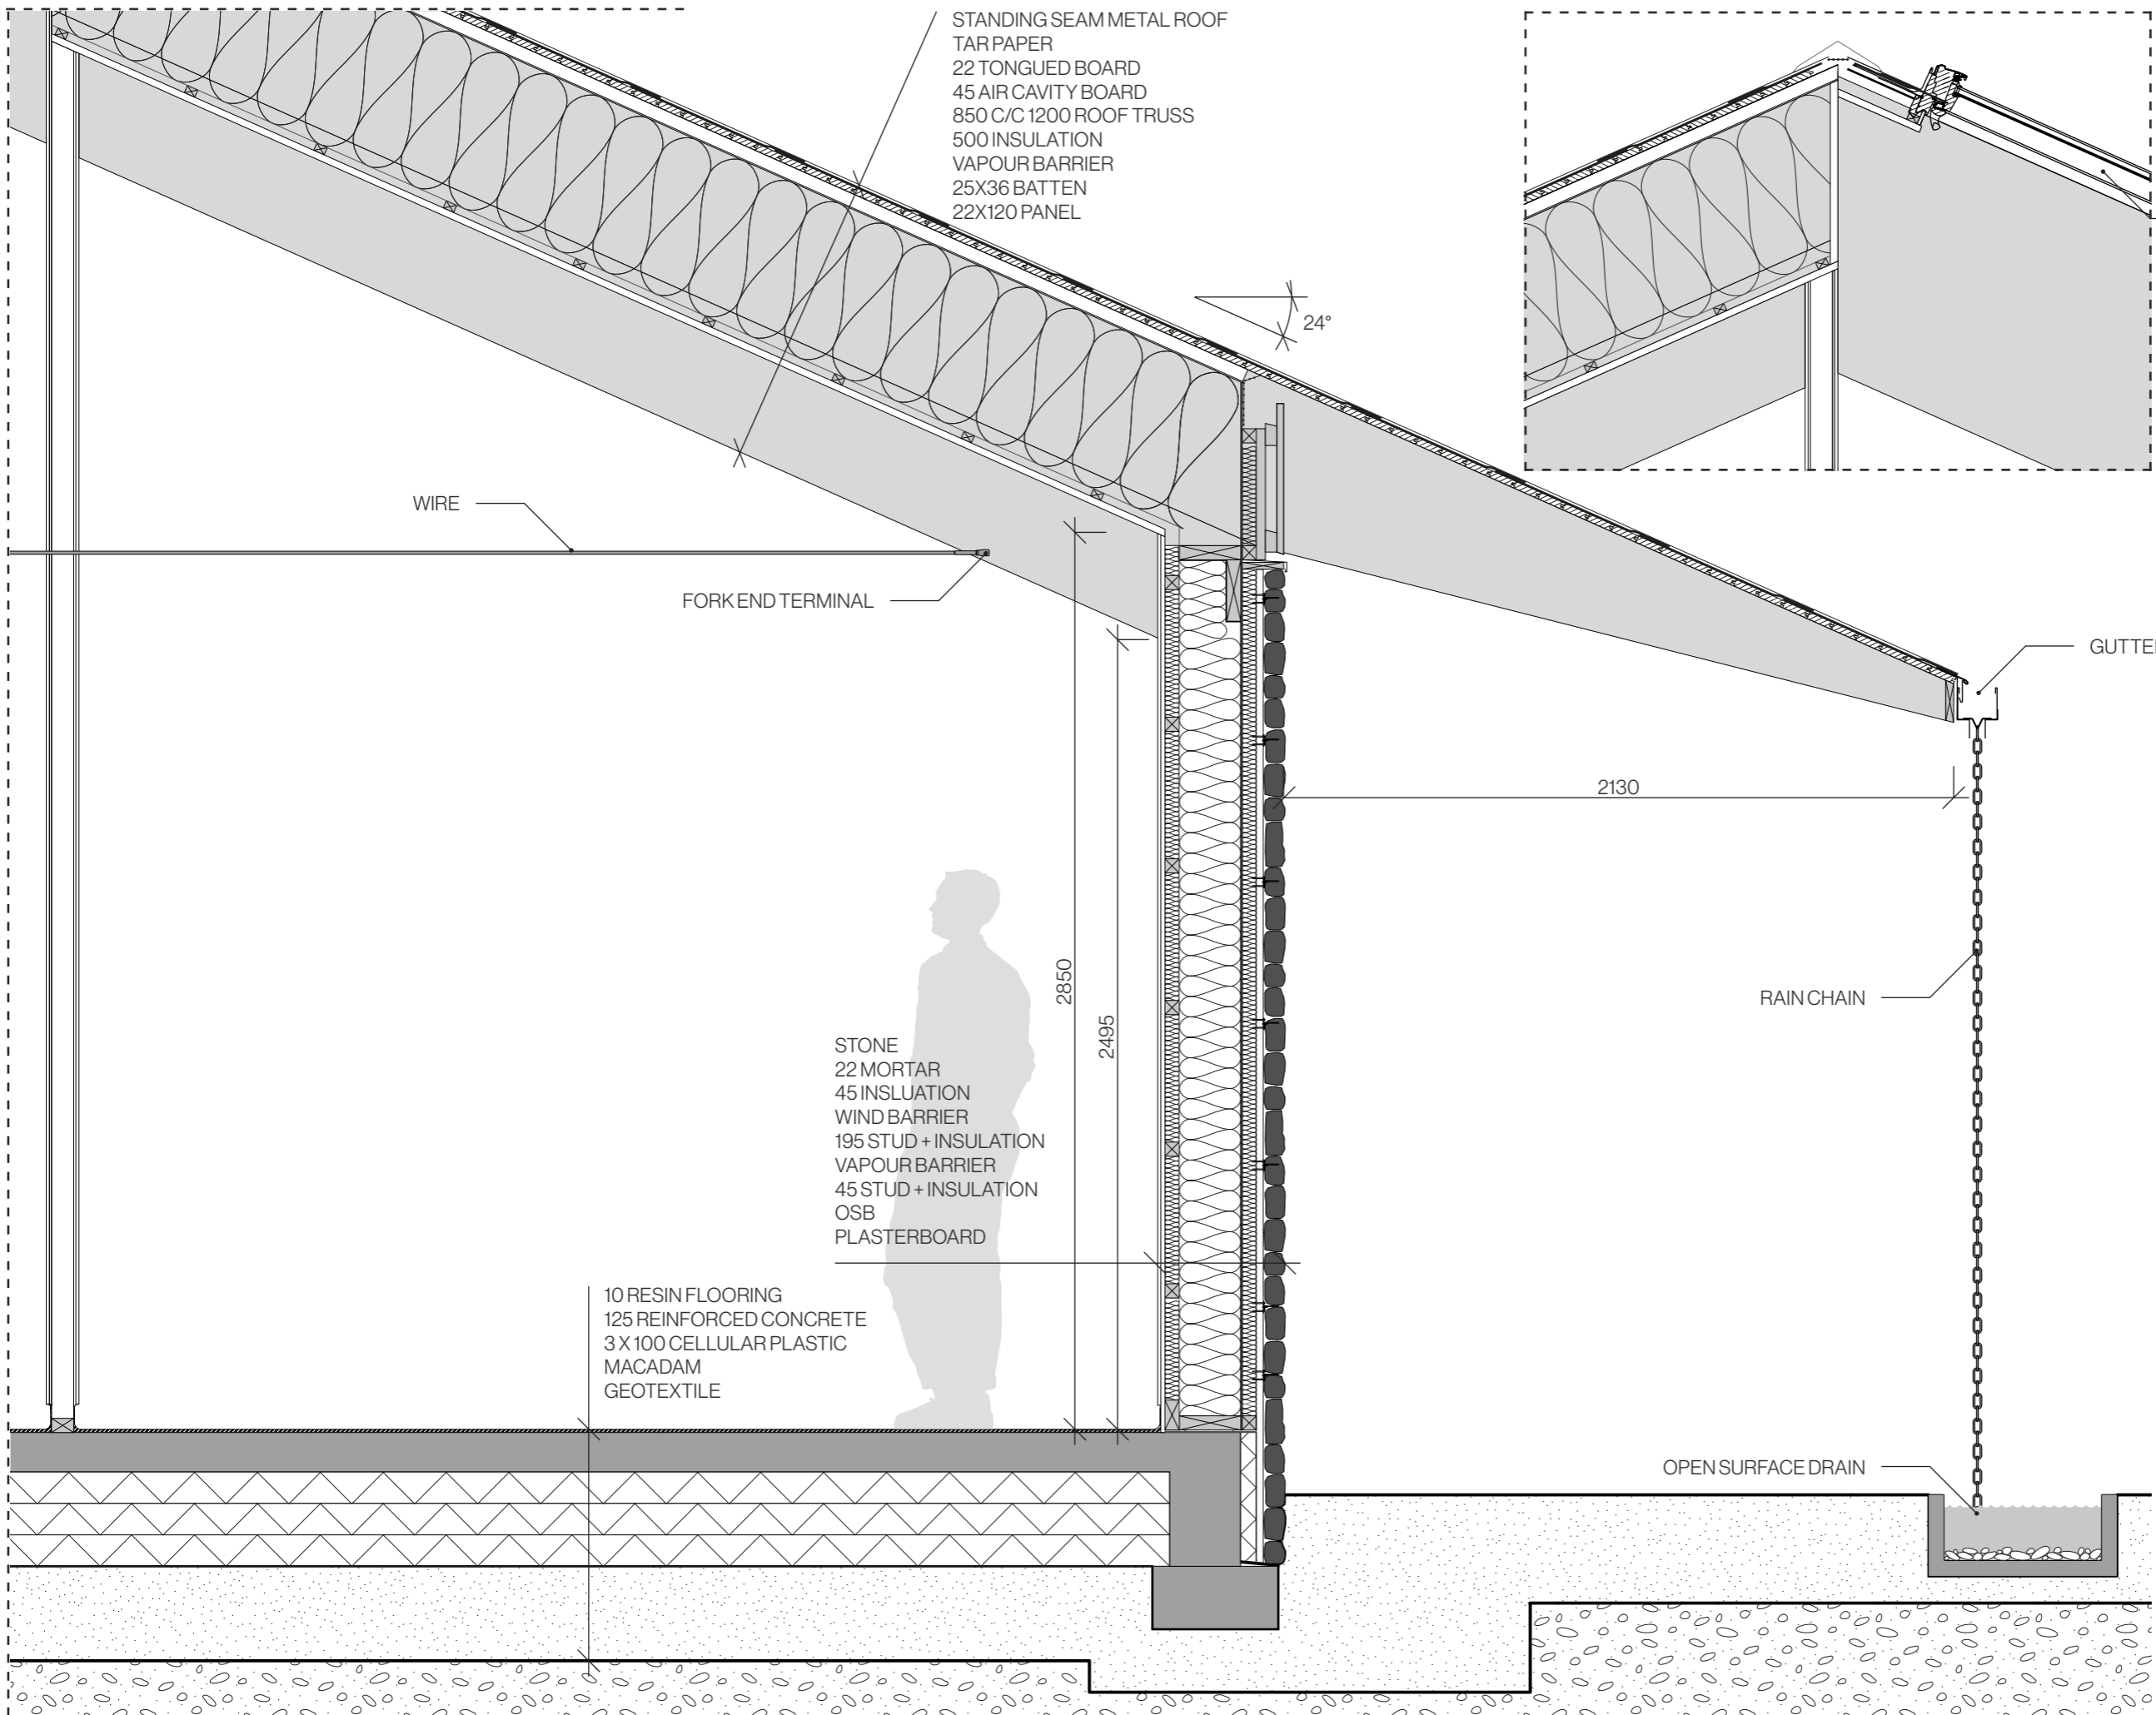 STANDING SEAM METAL ROOF
TAR PAPER
22 TONGUED BOARD
45 AIR CAVITY BOARD
850 C/C 1200 ROOF TRUSS
500 INSULATION
VAPOUR BARRIER
25X36 BATTEN
22X120 PANEL
24°
WIRE
FORK END TERMINAL
GUTTE
2130
2850
2495
RAIN CHAIN
STONE
22 MORTAR
45 INSLUATION
WIND BARRIER
195 STUD + INSULATION
VAPOUR BARRIER
45 STUD + INSULATION
OSB
PLASTERBOARD
10 RESIN FLOORING
125 REINFORCED CONCRETE
3 X 100 CELLULAR PLASTIC
MACADAM
GEOTEXTILE
OPEN SURFACE DRAIN